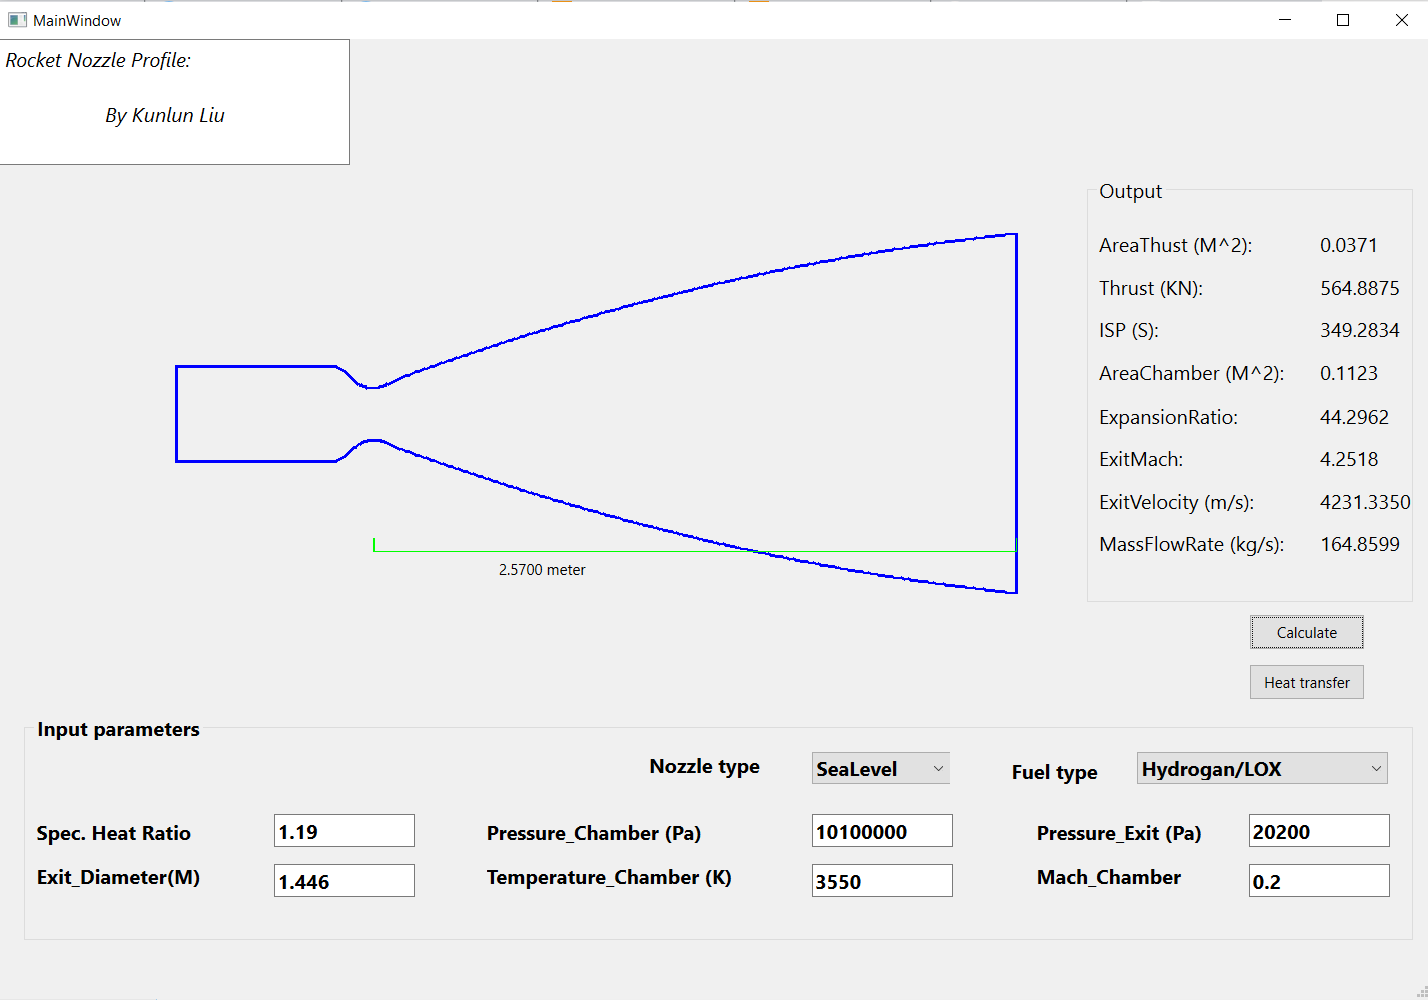 MainWindow
Rocket Nozzle Profile:
By Kunlun Liu
Output
AreaThust (M^2): 0.0371
Thrust (KN): 564.8875
ISP (S): 349.2834
AreaChamber (M^2): 0.1123
ExpansionRatio: 44.2962
ExitMach: 4.2518
ExitVelocity (m/s): 4231.3350
MassFlowRate (kg/s): 164.8599
2.5700 meter
Calculate
Heat transfer
Input parameters
Nozzle type SeaLevel Fuel type Hydrogan/LOX
Spec. Heat Ratio 1.19 Pressure_Chamber (Pa) 10100000 Pressure_Exit (Pa) 20200
Exit_Diameter(M) 1.446 Temperature_Chamber (K) 3550 Mach_Chamber 0.2